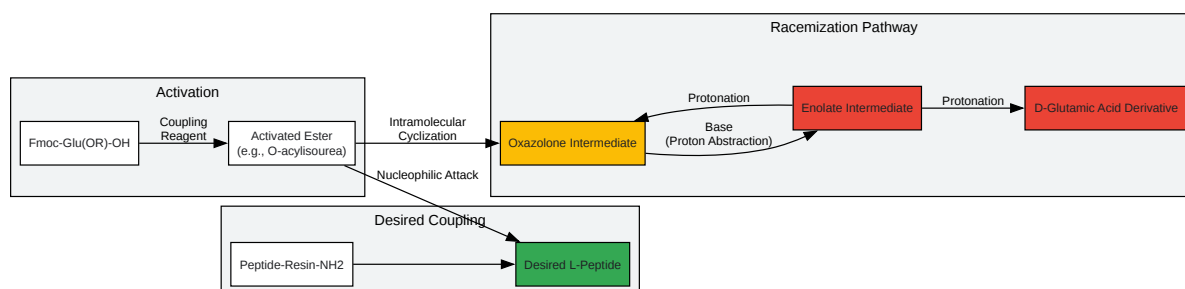 Racemization Pathway
Activation
Protonation
Enolate Intermediate
Protonation
D-Glutamic Acid Derivative
Fmoc-Glu(OR)-OH
Coupling
Reagent
Activated Ester
(e.g., O-acylisourea)
Intramolecular
Cyclization
Oxazolone Intermediate
Base
(Proton Abstraction)
Nucleophilic Attack
Desired Coupling
Peptide-Resin-NH2
Desired L-Peptide